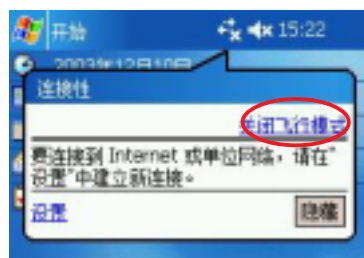 开始 15:22
2003年12月10日
连接性
关闭飞行模式
要连接到 Internet 或单位网络，请在"
设置"中建立新连接。
设置 隐藏